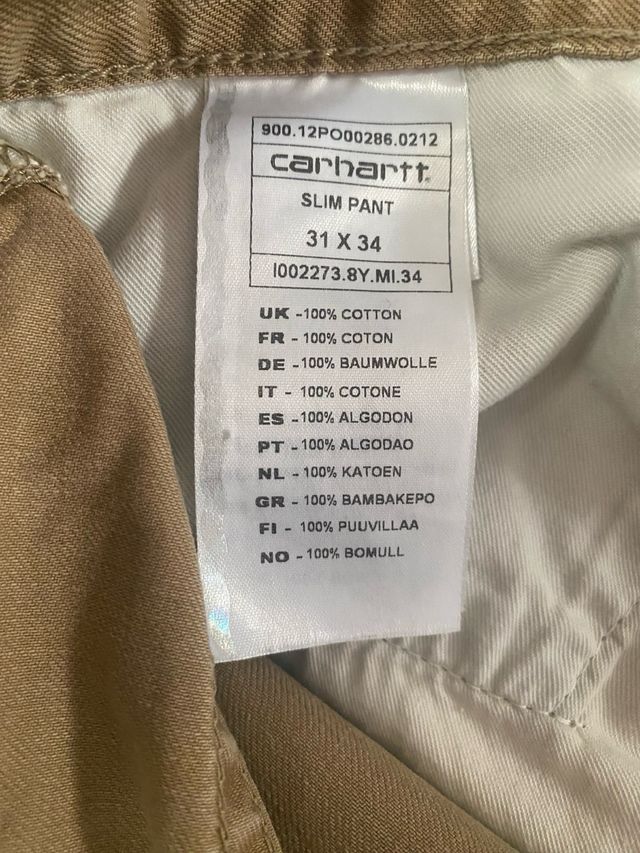 900.12PO00286.0212
carhartt.
SLIM PANT
31 X 34
I002273.8Y.MI.34
UK -100% COTTON
FR - 100% COTON
DE -100% BAUMWOLLE
IT - 100% COTONE
ES -100% ALGODON
PT -100% ALGODAO
NL - 100% KATOEN
GR - 100% BAMBAKEPO
FI - 100% PUUVILLAA
NO -100% BOMULL